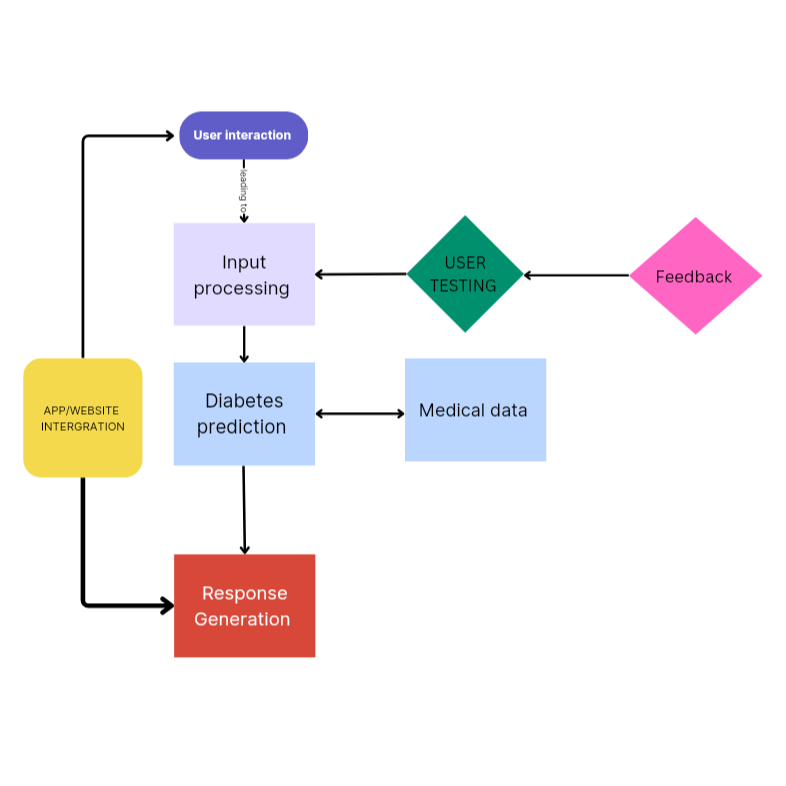 User interaction
leading to
Input
processing
USER
TESTING
Feedback
Diabetes
prediction
Medical data
APP/WEBSITE
INTERGRATION
Response
Generation